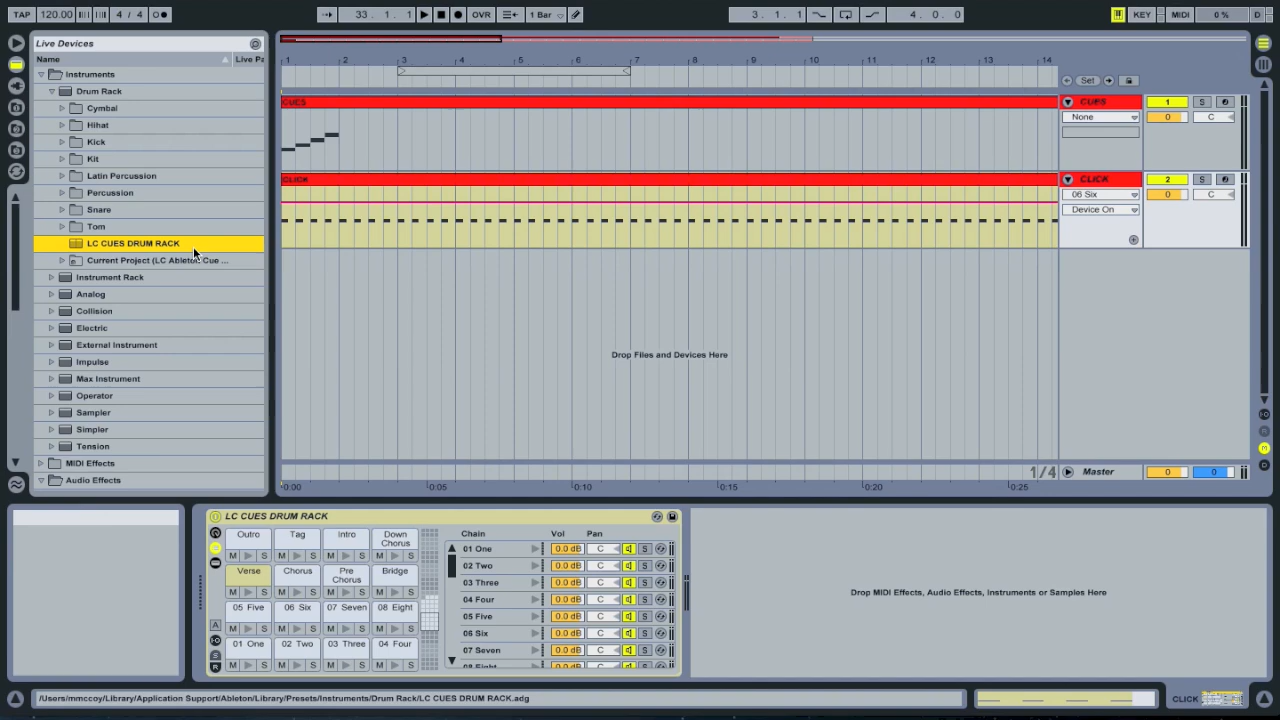 TAP 120.00 4 / 4 33 . 1 . 1 OVR 1 Bar 3 . 1 . 1 4 . 0 . 0 KEY MIDI 0 % D
Live Devices
Name Live Pa
Instruments
Drum Rack
Cymbal
Hihat
Kick
Kit
Latin Percussion
Percussion
Snare
Tom
LC CUES DRUM RACK
Current Project (LC Ableton Cue ...
Instrument Rack
Analog
Collision
Electric
External Instrument
Impulse
Max Instrument
Operator
Sampler
Simpler
Tension
MIDI Effects
Audio Effects
1 2 3 4 5 6 7 8 9 10 11 12 13 14
Set
CUES CUES 1 S
None 0 C
CLICK CLICK 2 S
06 Six 0 C
Device On
Drop Files and Devices Here
1/4 Master 0 0
0:00 0:05 0:10 0:15 0:20 0:25
LC CUES DRUM RACK
Outro Tag Intro Down Chorus
M S M S M S M S
Verse Chorus Pre Chorus Bridge
M S M S M S M S
05 Five 06 Six 07 Seven 08 Eight
M S M S M S M S
01 One 02 Two 03 Three 04 Four
M S M S M S M S
Chain Vol Pan
01 One 0.0 dB C S
02 Two 0.0 dB C S
03 Three 0.0 dB C S
04 Four 0.0 dB C S
05 Five 0.0 dB C S
06 Six 0.0 dB C S
07 Seven 0.0 dB C S
08 Eight 0.0 dB C S
Drop MIDI Effects, Audio Effects, Instruments or Samples Here
/Users/mmccoy/Library/Application Support/Ableton/Library/Presets/Instruments/Drum Rack/LC CUES DRUM RACK.adg
CLICK